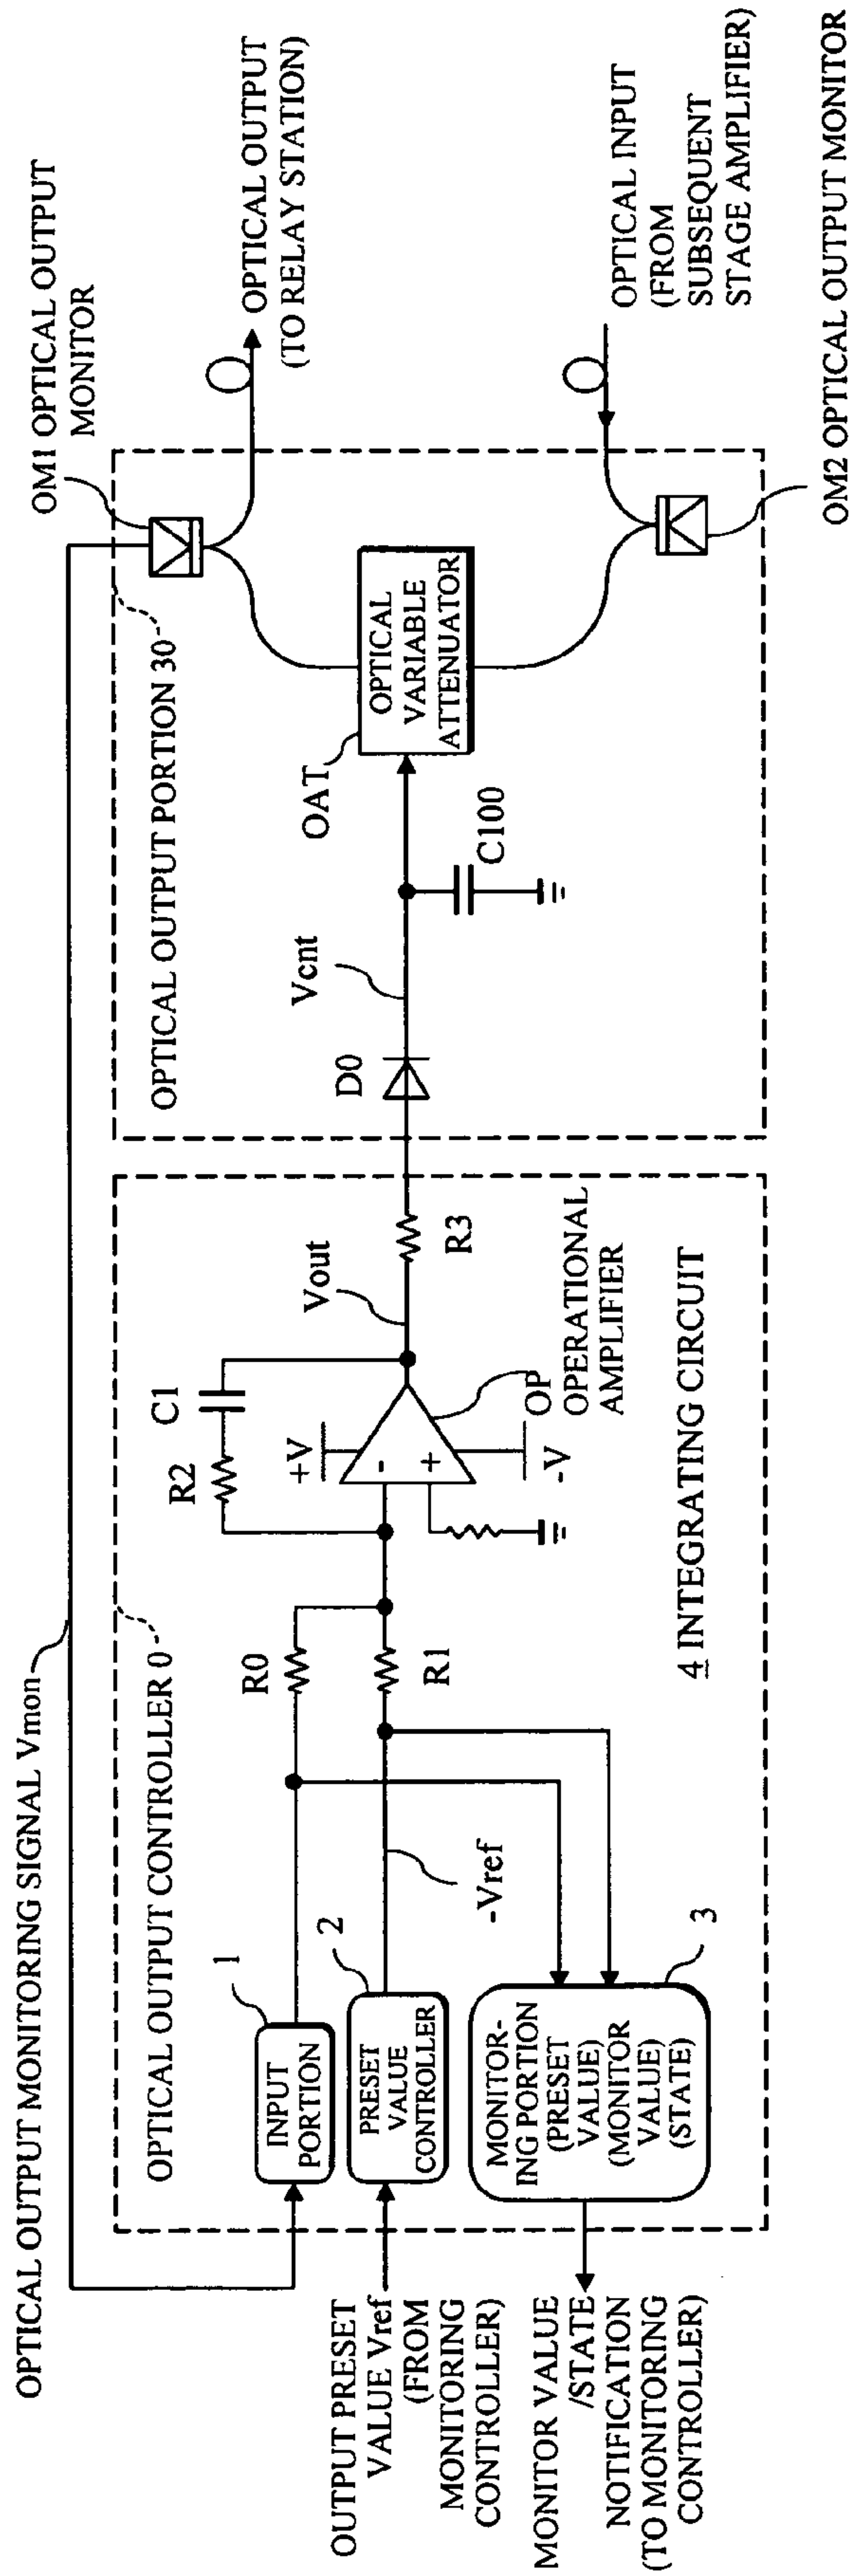 OPTICAL OUTPUT MONITORING SIGNAL Vmon
OM1 OPTICAL OUTPUT
MONITOR
OPTICAL OUTPUT CONTROLLER 0
OPTICAL OUTPUT PORTION 30
OPTICAL OUTPUT
(TO RELAY STATION)
1
INPUT
PORTION
R0
R2
C1
+V
-
+
-V
Vout
OP
OPERATIONAL
AMPLIFIER
R3
D0
Vcnt
C100
OAT
OPTICAL
VARIABLE
ATTENUATOR
OUTPUT PRESET
VALUE Vref
(FROM
MONITORING
CONTROLLER)
2
PRESET
VALUE
CONTROLLER
-Vref
R1
OPTICAL INPUT
(FROM
SUBSEQUENT
STAGE AMPLIFIER)
MONITOR VALUE
/STATE
NOTIFICATION
(TO MONITORING
CONTROLLER)
MONITOR-
ING PORTION
(PRESET
VALUE)
(MONITOR
VALUE)
(STATE)
3
4 INTEGRATING CIRCUIT
OM2 OPTICAL OUTPUT MONITOR